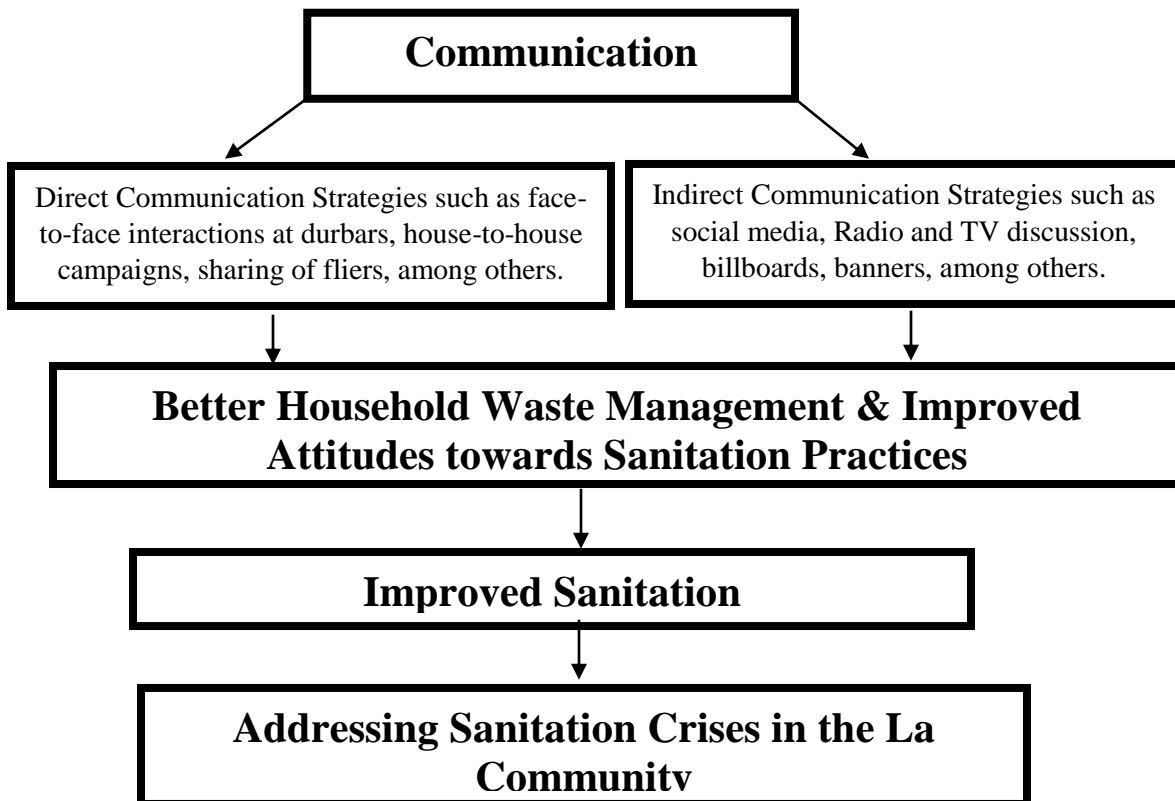 Communication
Direct Communication Strategies such as face-
to-face interactions at durbars, house-to-house
campaigns, sharing of fliers, among others.
Indirect Communication Strategies such as
social media, Radio and TV discussion,
billboards, banners, among others.
Better Household Waste Management & Improved
Attitudes towards Sanitation Practices
Improved Sanitation
Addressing Sanitation Crises in the La
Community